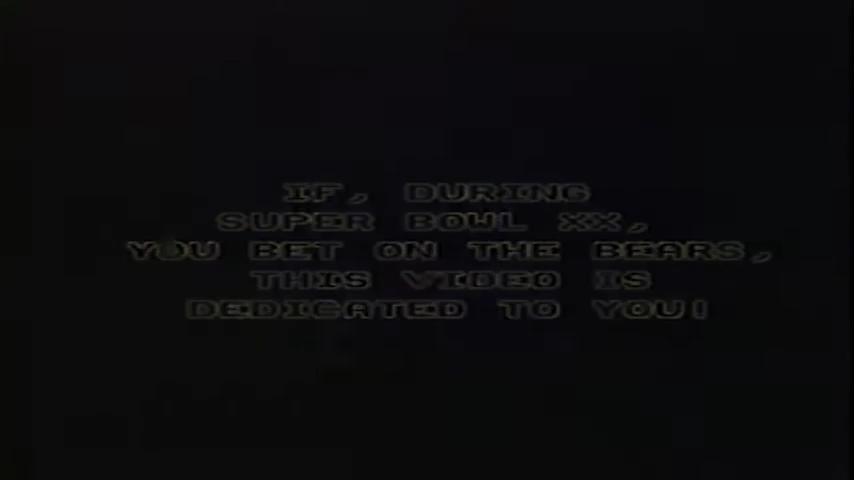 IF, DURING
SUPER BOWL XX,
YOU BET ON THE BEARS,
THIS VIDEO IS
DEDICATED TO YOU!